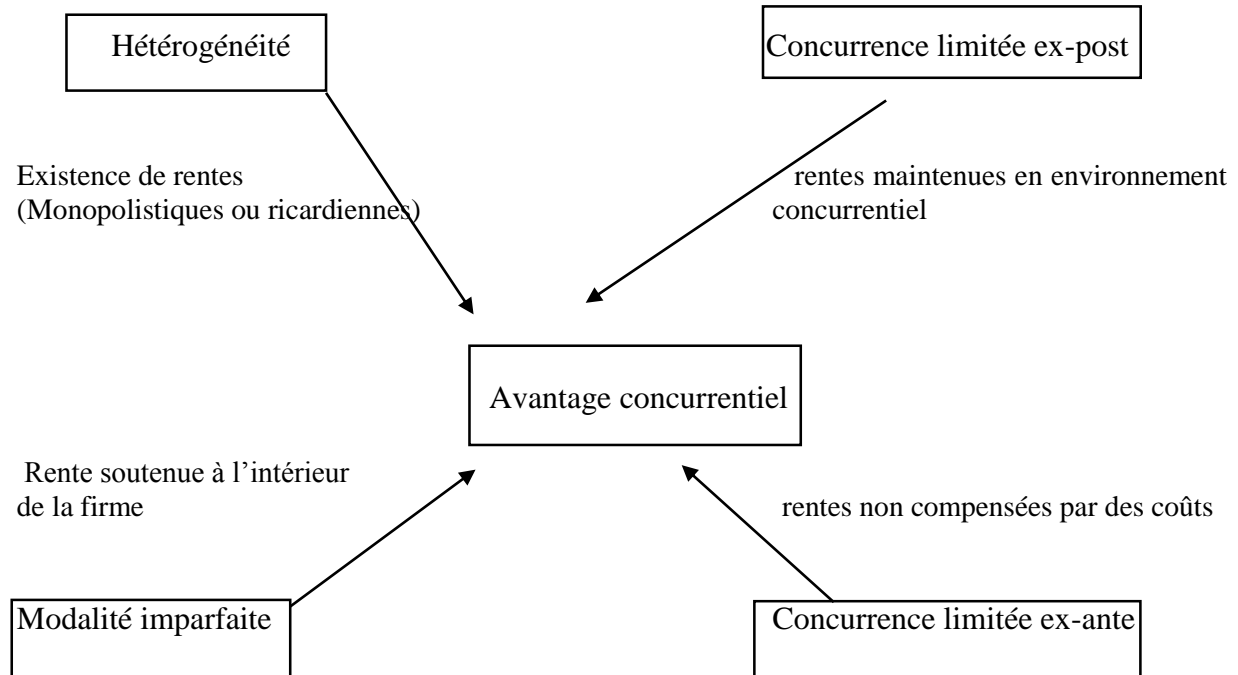 Hétérogénéité
Concurrence limitée ex-post
Existence de rentes
(Monopolistiques ou ricardiennes)
rentes maintenues en environnement
concurrentiel
Avantage concurrentiel
Rente soutenue à l’intérieur
de la firme
rentes non compensées par des coûts
Modalité imparfaite
Concurrence limitée ex-ante